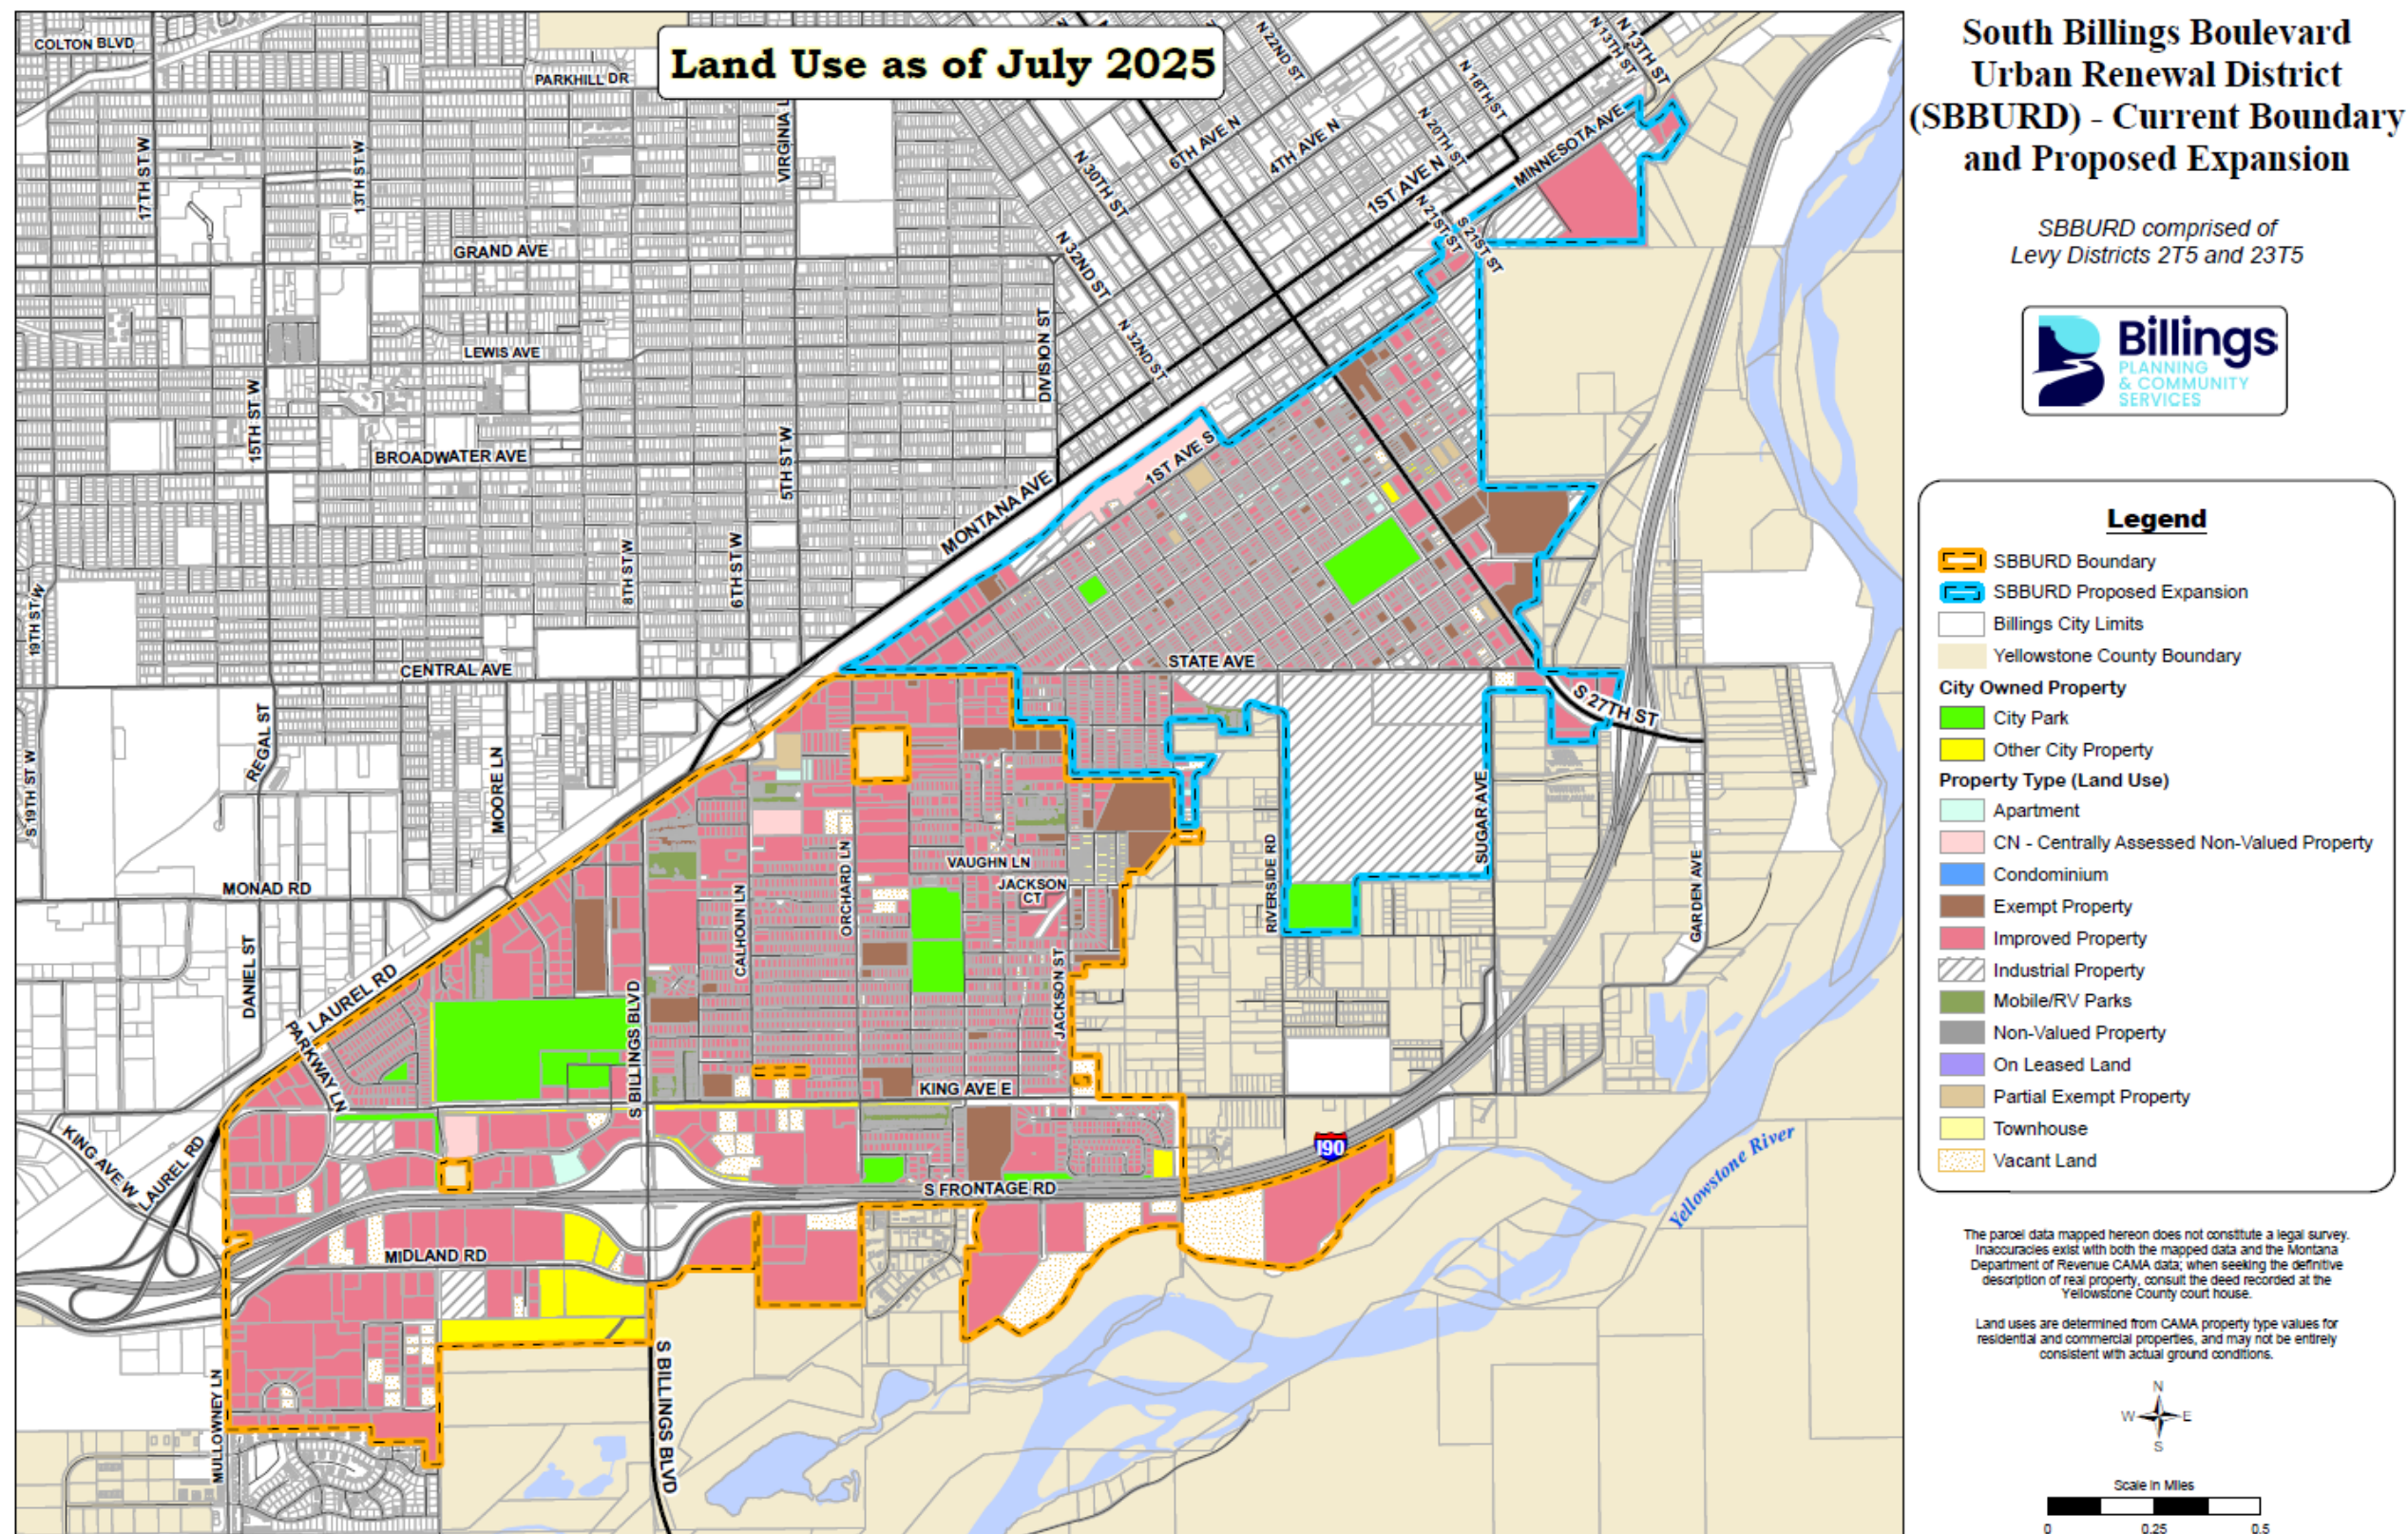 Land Use as of July 2025
South Billings Boulevard
Urban Renewal District
(SBBURD) - Current Boundary
and Proposed Expansion
SBBURD comprised of
Levy Districts 2T5 and 23T5
Billings
PLANNING
& COMMUNITY
SERVICES
Legend
SBBURD Boundary
SBBURD Proposed Expansion
Billings City Limits
Yellowstone County Boundary
City Owned Property
City Park
Other City Property
Property Type (Land Use)
Apartment
CN - Centrally Assessed Non-Valued Property
Condominium
Exempt Property
Improved Property
Industrial Property
Mobile/RV Parks
Non-Valued Property
On Leased Land
Partial Exempt Property
Townhouse
Vacant Land
The parcel data mapped hereon does not constitute a legal survey.
Inaccuracies exist with both the mapped data and the Montana
Department of Revenue CAMA data; when seeking the definitive
description of real property, consult the deed recorded at the
Yellowstone County court house.
Land uses are determined from CAMA property type values for
residential and commercial properties, and may not be entirely
consistent with actual ground conditions.
N
W
E
S
Scale in Miles
0 0.25 0.5
COLTON BLVD
PARKHILL DR
VIRGINIA L
17TH ST W
13TH ST W
GRAND AVE
LEWIS AVE
15TH ST W
BROADWATER AVE
DIVISION ST
5TH ST W
6TH ST W
8TH ST W
19TH ST W
CENTRAL AVE
MONTANA AVE
1ST AVE S
N 32ND ST
N 32ND ST
N 30TH ST
6TH AVE N
4TH AVE N
1ST AVE N
N 22ND ST
N 18TH ST
N 20TH ST
N 13TH ST
N 13TH ST
MINNESOTA AVE
N 21ST ST
S 21ST ST
STATE AVE
S 27TH ST
SUGAR AVE
RIVERSIDE RD
GARDEN AVE
REGAL ST
MOORE LN
S 19TH ST W
MONAD RD
DANIEL ST
LAUREL RD
PARKWAY LN
S BILLINGS BLVD
CALHOUN LN
ORCHARD LN
VAUGHN LN
JACKSON
CT
JACKSON ST
KING AVE E
KING AVE W
LAUREL RD
I90
S FRONTAGE RD
MIDLAND RD
MULLOWNEY LN
S BILLINGS BLVD
Yellowstone River